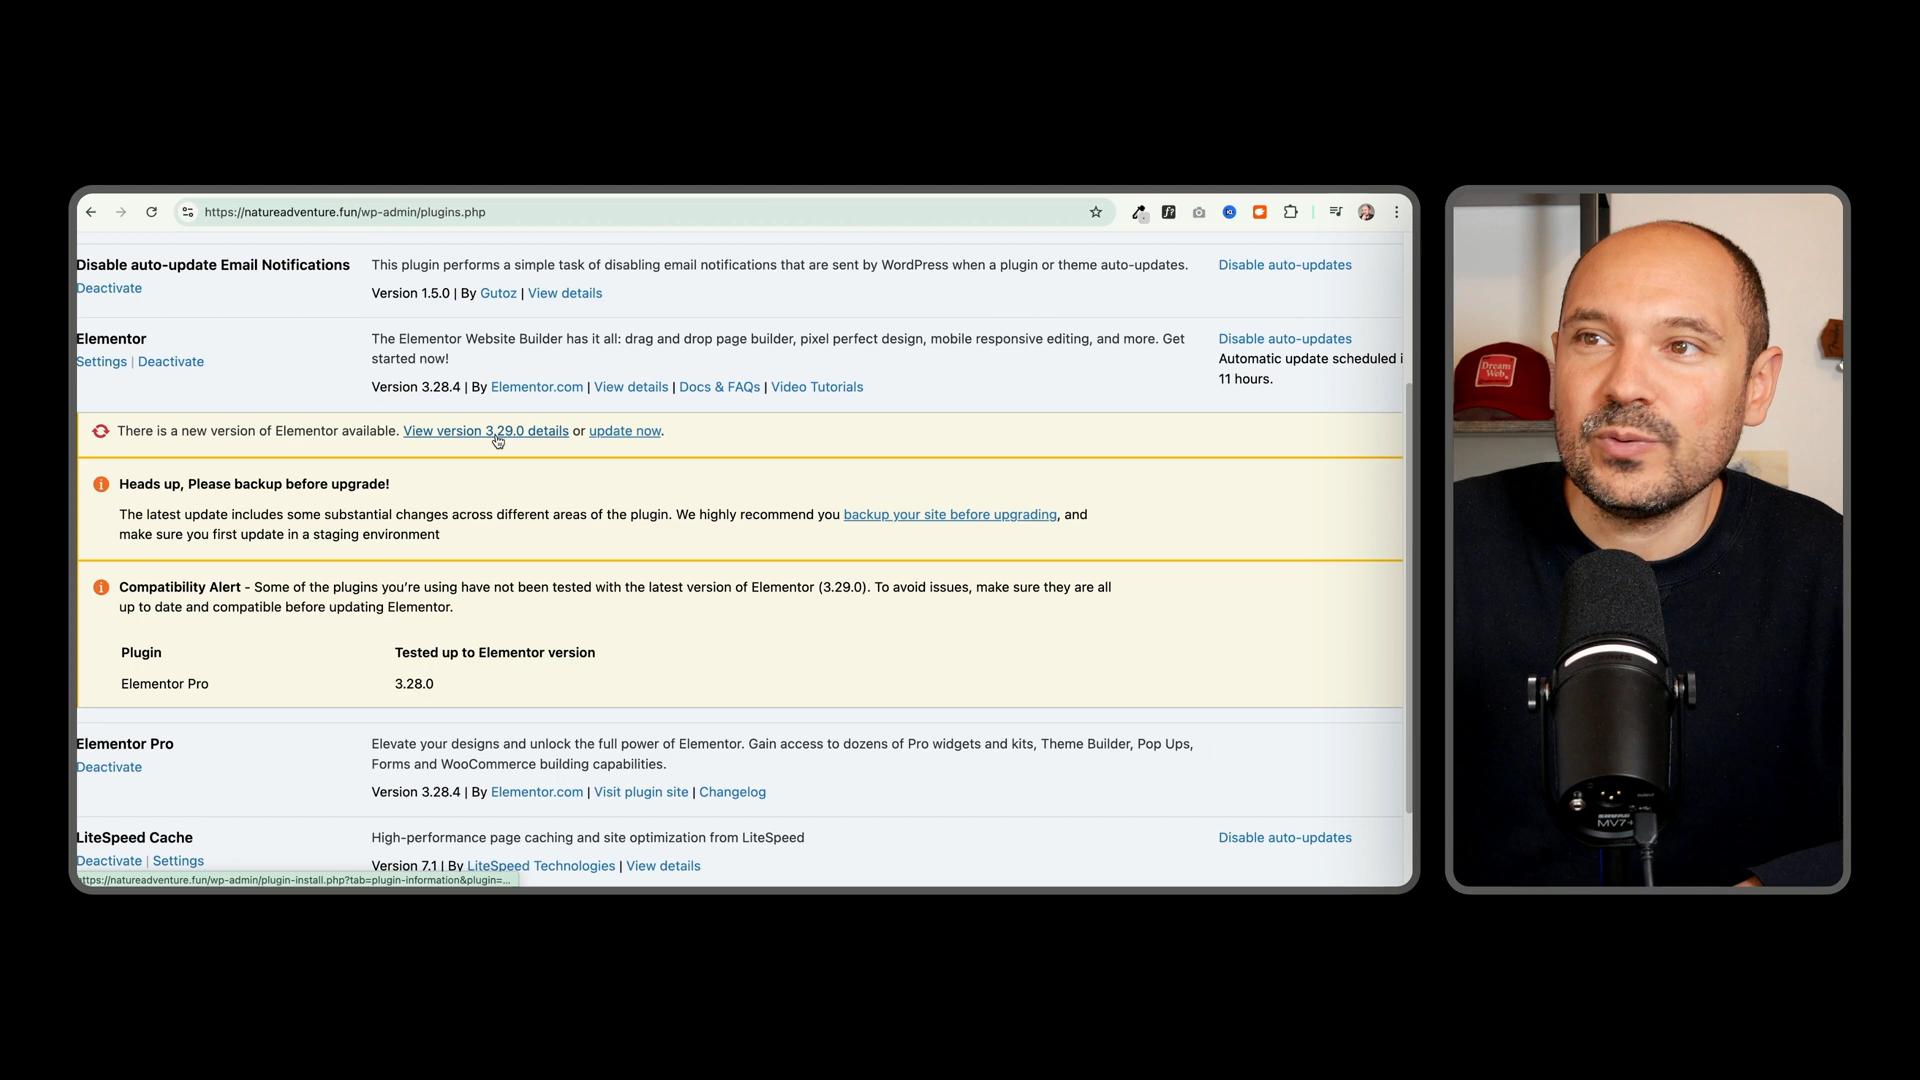 https://natureadventure.fun/wp-admin/plugins.php
Disable auto-update Email Notifications
Deactivate
This plugin performs a simple task of disabling email notifications that are sent by WordPress when a plugin or theme auto-updates.
Version 1.5.0 | By Gutoz | View details
Disable auto-updates
Elementor
Settings | Deactivate
The Elementor Website Builder has it all: drag and drop page builder, pixel perfect design, mobile responsive editing, and more. Get
started now!
Version 3.28.4 | By Elementor.com | View details | Docs & FAQs | Video Tutorials
Disable auto-updates
Automatic update scheduled i
11 hours.
There is a new version of Elementor available. View version 3.29.0 details or update now.
Heads up, Please backup before upgrade!
The latest update includes some substantial changes across different areas of the plugin. We highly recommend you backup your site before upgrading, and
make sure you first update in a staging environment
Compatibility Alert - Some of the plugins you’re using have not been tested with the latest version of Elementor (3.29.0). To avoid issues, make sure they are all
up to date and compatible before updating Elementor.
Plugin Tested up to Elementor version
Elementor Pro 3.28.0
Elementor Pro
Deactivate
Elevate your designs and unlock the full power of Elementor. Gain access to dozens of Pro widgets and kits, Theme Builder, Pop Ups,
Forms and WooCommerce building capabilities.
Version 3.28.4 | By Elementor.com | Visit plugin site | Changelog
LiteSpeed Cache
Deactivate | Settings
High-performance page caching and site optimization from LiteSpeed
Version 7.1 | By LiteSpeed Technologies | View details
Disable auto-updates
https://natureadventure.fun/wp-admin/plugin-install.php?tab=plugin-information&plugin=...
Dream
Web
SHURE
MV7+